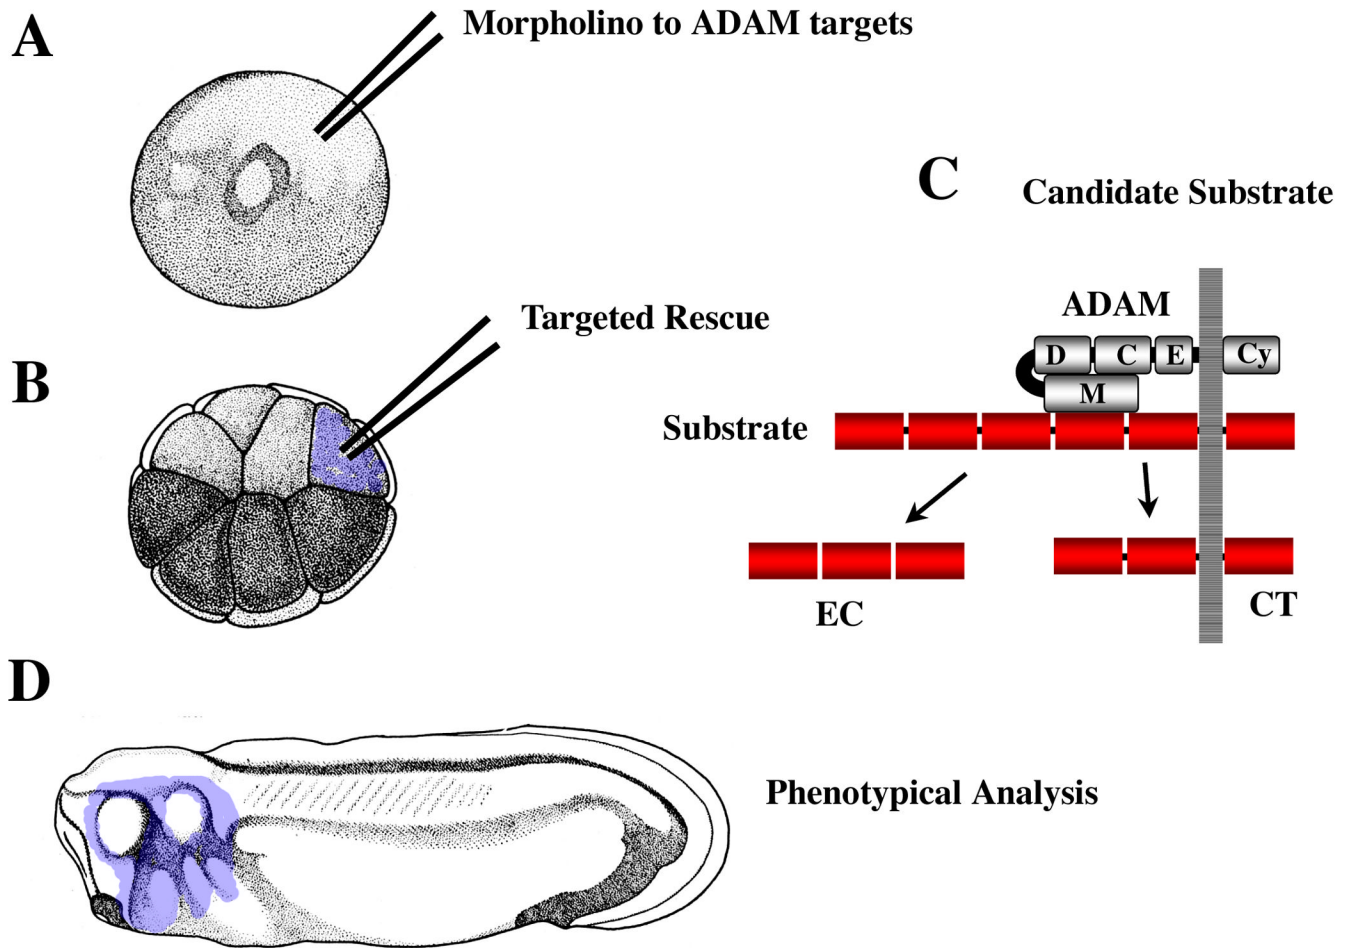 A
Morpholino to ADAM targets
C
Candidate Substrate
B
Targeted Rescue
ADAM
D C E Cy
M
Substrate
EC
CT
D
Phenotypical Analysis